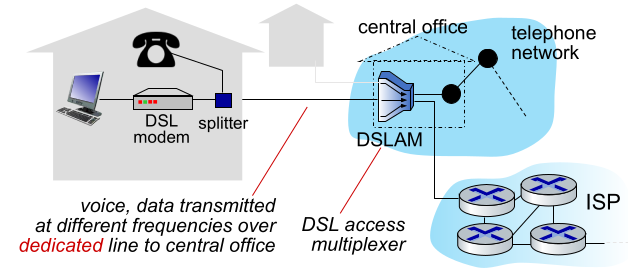 central office
telephone
network
DSL
modem
splitter
DSLAM
voice, data transmitted
at different frequencies over
dedicated line to central office
DSL access
multiplexer
ISP